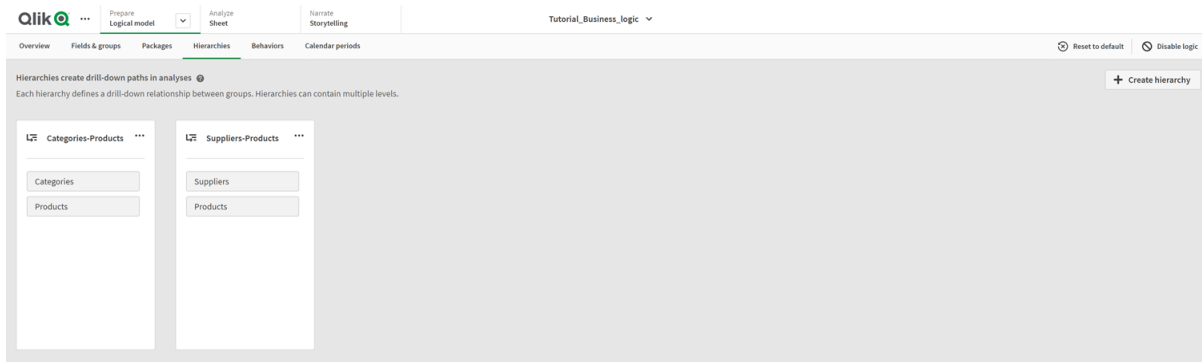 Qlik
Prepare
Logical model
Analyze
Sheet
Narrate
Storytelling
Tutorial_Business_logic
Overview Fields & groups Packages Hierarchies Behaviors Calendar periods Reset to default Disable logic
Hierarchies create drill-down paths in analyses
Each hierarchy defines a drill-down relationship between groups. Hierarchies can contain multiple levels.
Create hierarchy
Categories-Products
Categories
Products
Suppliers-Products
Suppliers
Products